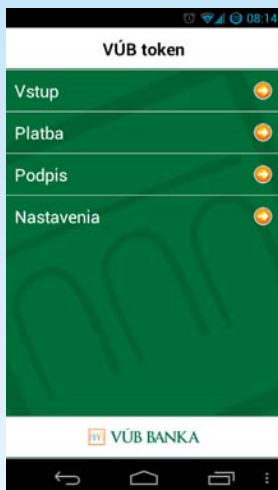 08:14
VÚB token
Vstup
Platba
Podpis
Nastavenia
VÚB BANKA